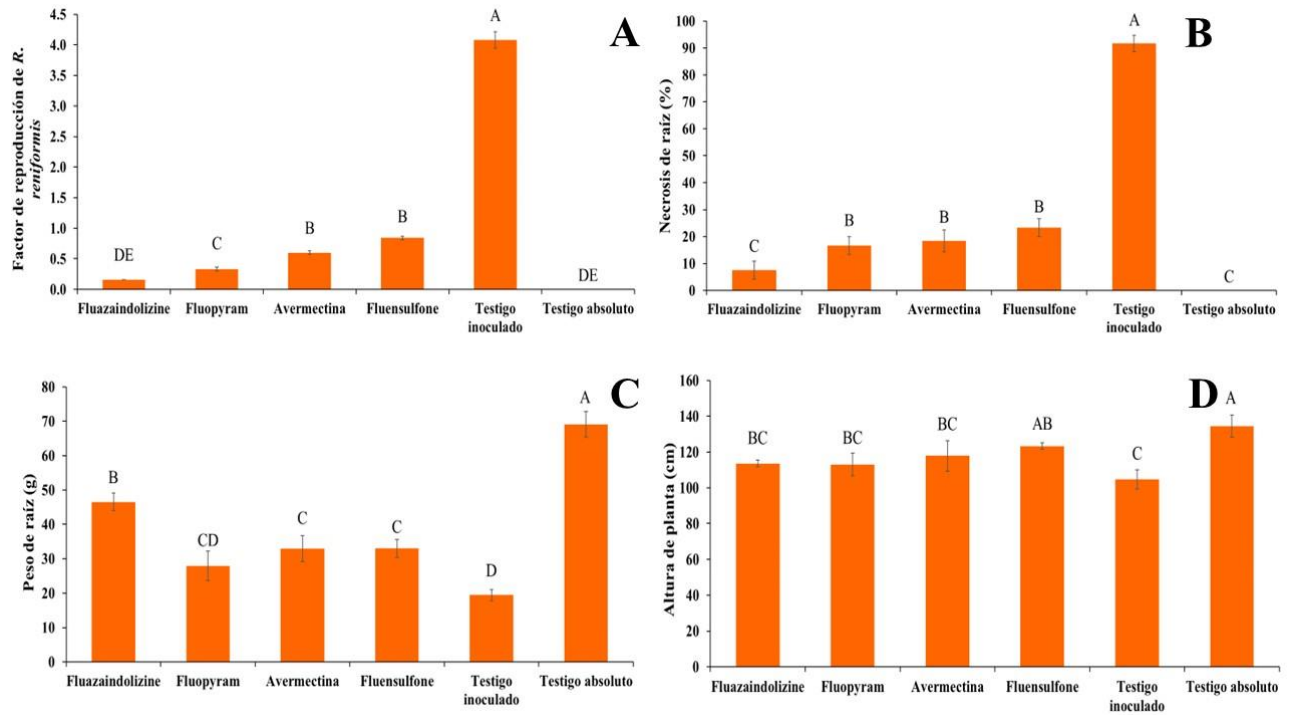 A
Factor de reproducción de R.
reniformis
4.5
4.0
3.5
3.0
2.5
2.0
1.5
1.0
0.5
0.0
DE
C
B
B
A
DE
Fluazaindolizine Fluopyram Avermectina Fluensulfone Testigo Testigo absoluto
inoculado
B
Necrosis de raíz (%)
100
90
80
70
60
50
40
30
20
10
0
C
B
B
B
A
C
Fluazaindolizine Fluopyram Avermectina Fluensulfone Testigo Testigo absoluto
inoculado
C
Peso de raíz (g)
80
70
60
50
40
30
20
10
0
B
CD
C
C
D
A
Fluazaindolizine Fluopyram Avermectina Fluensulfone Testigo Testigo absoluto
inoculado
D
Altura de planta (cm)
160
140
120
100
80
60
40
20
0
BC
BC
BC
AB
C
A
Fluazaindolizine Fluopyram Avermectina Fluensulfone Testigo Testigo absoluto
inoculado